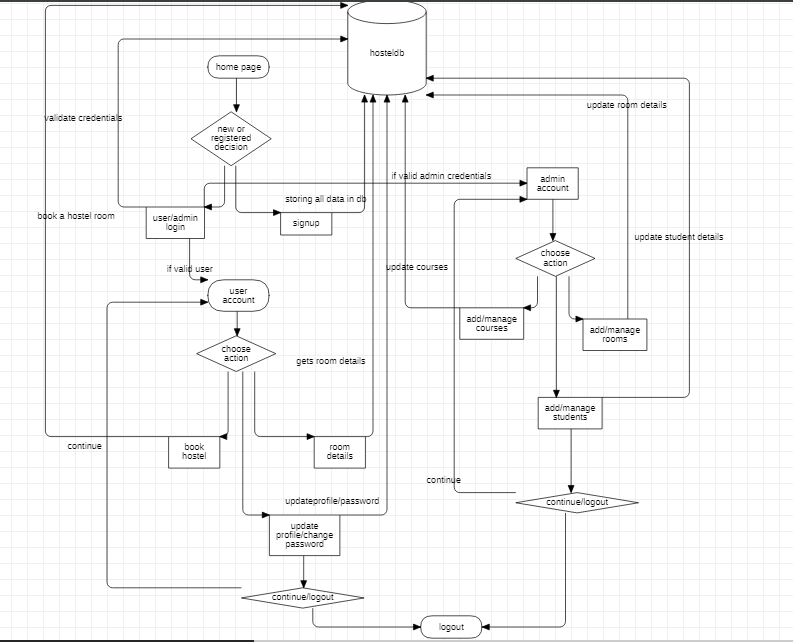 hosteldb
home page
update room details
validate credentials
new or
registered
decision
if valid admin credentials
admin
account
storing all data in db
book a hostel room
user/admin
login
signup
update student details
choose
action
if valid user
update courses
user
account
add/manage
courses
add/manage
rooms
choose
action
gets room details
add/manage
students
continue
book
hostel
room
details
continue
updateprofile/password
continue/logout
update
profile/change
password
continue/logout
logout